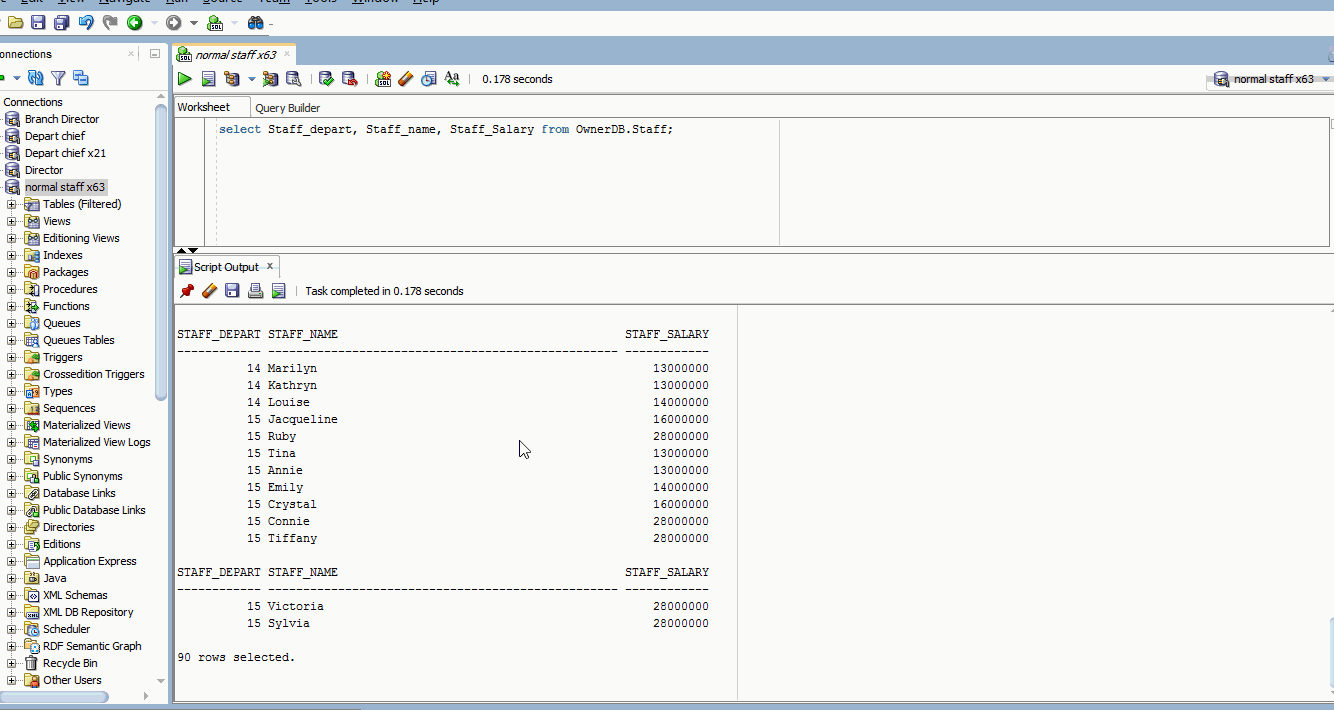 Edit View Navigate Run Source Team Tools Window Help
onnections
normal staff x63
0.178 seconds
normal staff x63
Worksheet Query Builder
select Staff_depart, Staff_name, Staff_Salary from OwnerDB.Staff;
Connections
Branch Director
Depart chief
Depart chief x21
Director
normal staff x63
Tables (Filtered)
Views
Editioning Views
Indexes
Packages
Procedures
Functions
Queues
Queues Tables
Triggers
Crossedition Triggers
Types
Sequences
Materialized Views
Materialized View Logs
Synonyms
Public Synonyms
Database Links
Public Database Links
Directories
Editions
Application Express
Java
XML Schemas
XML DB Repository
Scheduler
RDF Semantic Graph
Recycle Bin
Other Users
Script Output
Task completed in 0.178 seconds
STAFF_DEPART STAFF_NAME STAFF_SALARY
------------ -------------------------------------------------- ------------
14 Marilyn 13000000
14 Kathryn 13000000
14 Louise 14000000
15 Jacqueline 16000000
15 Ruby 28000000
15 Tina 13000000
15 Annie 13000000
15 Emily 14000000
15 Crystal 16000000
15 Connie 28000000
15 Tiffany 28000000
STAFF_DEPART STAFF_NAME STAFF_SALARY
------------ -------------------------------------------------- ------------
15 Victoria 28000000
15 Sylvia 28000000
90 rows selected.